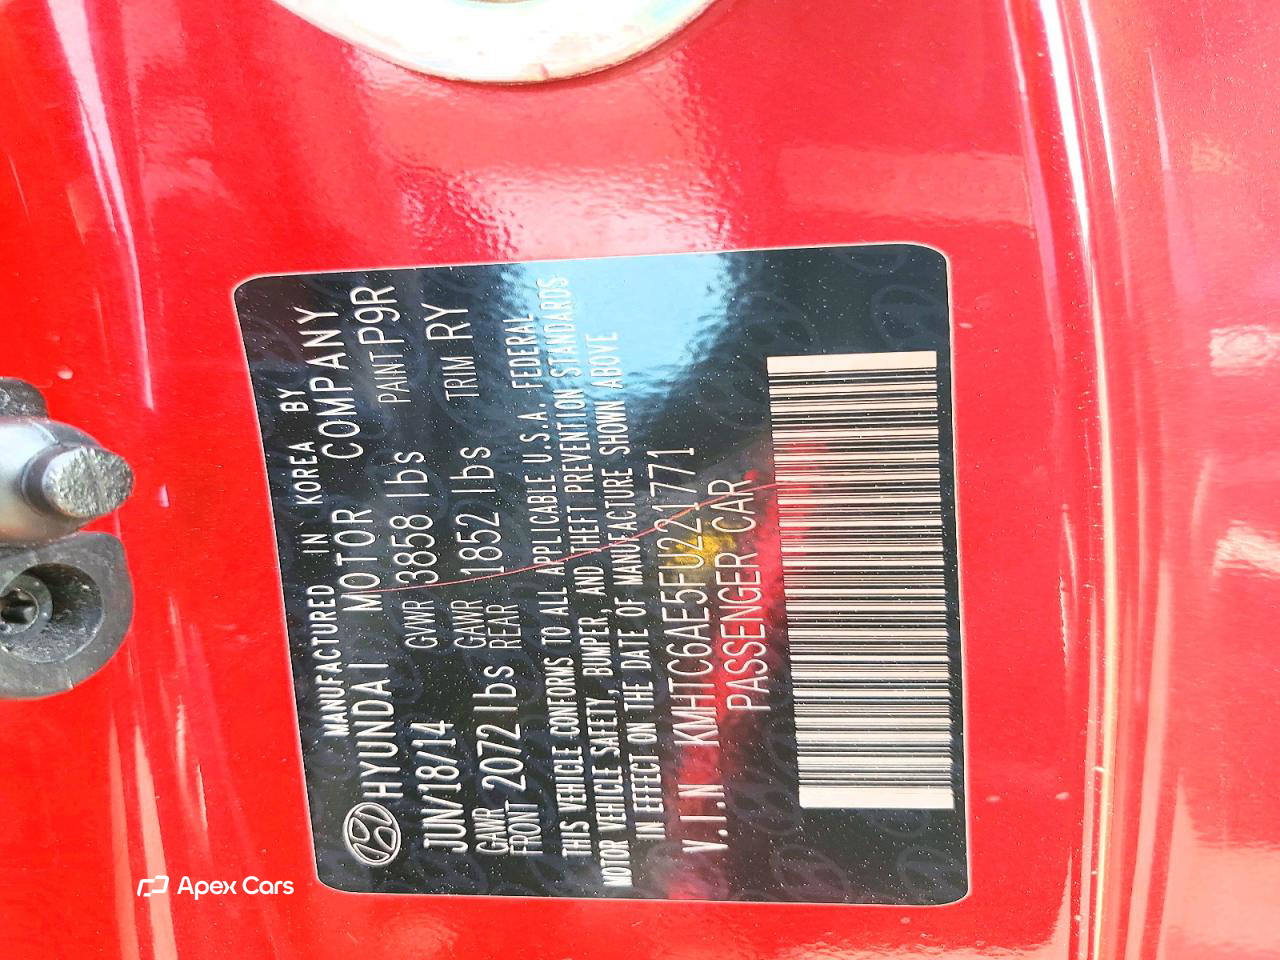 MANUFACTURED IN KOREA BY
HYUNDAI MOTOR COMPANY
JUN/18/14 GVWR 3858 lbs PAINT P9R
GAWR FRONT 2072 lbs GAWR REAR 1852 lbs TRIM RY
THIS VEHICLE CONFORMS TO ALL APPLICABLE U.S.A. FEDERAL
MOTOR VEHICLE SAFETY, BUMPER, AND THEFT PREVENTION STANDARDS
IN EFFECT ON THE DATE OF MANUFACTURE SHOWN ABOVE
V.I.N KMHTC6AE5FU221771
PASSENGER CAR
Apex Cars